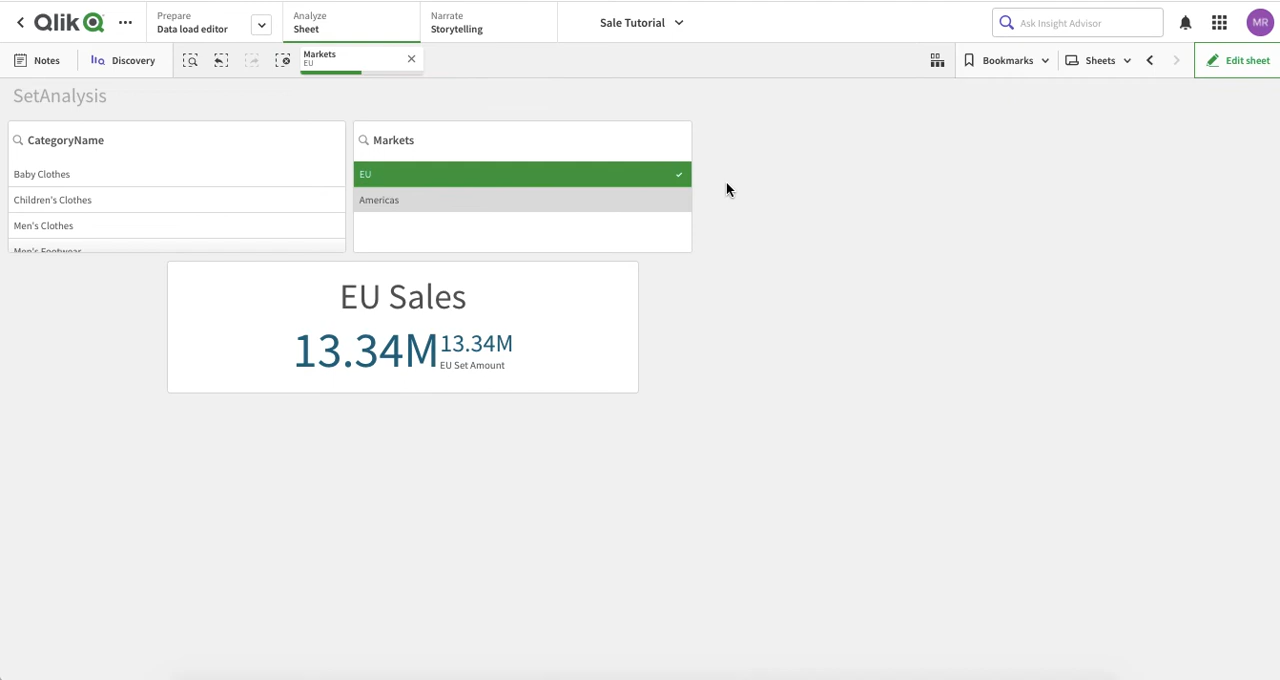 Qlik
Prepare
Data load editor
Analyze
Sheet
Narrate
Storytelling
Sale Tutorial
Ask Insight Advisor
MR
Notes
Discovery
Markets
EU
Bookmarks
Sheets
Edit sheet
SetAnalysis
CategoryName
Baby Clothes
Children's Clothes
Men's Clothes
Men's Footwear
Markets
EU
Americas
EU Sales
13.34M
13.34M
EU Set Amount